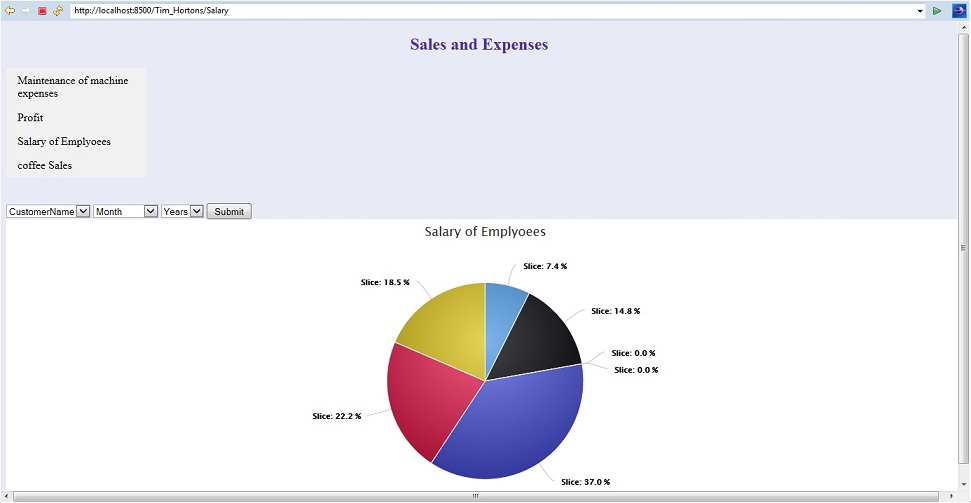 http://localhost:8500/Tim_Hortons/Salary
Sales and Expenses
Maintenance of machine
expenses
Profit
Salary of Emplyoees
coffee Sales
CustomerName Month Years Submit
Salary of Emplyoees
Slice: 7.4 %
Slice: 18.5 %
Slice: 14.8 %
Slice: 0.0 %
Slice: 0.0 %
Slice: 22.2 %
Slice: 37.0 %